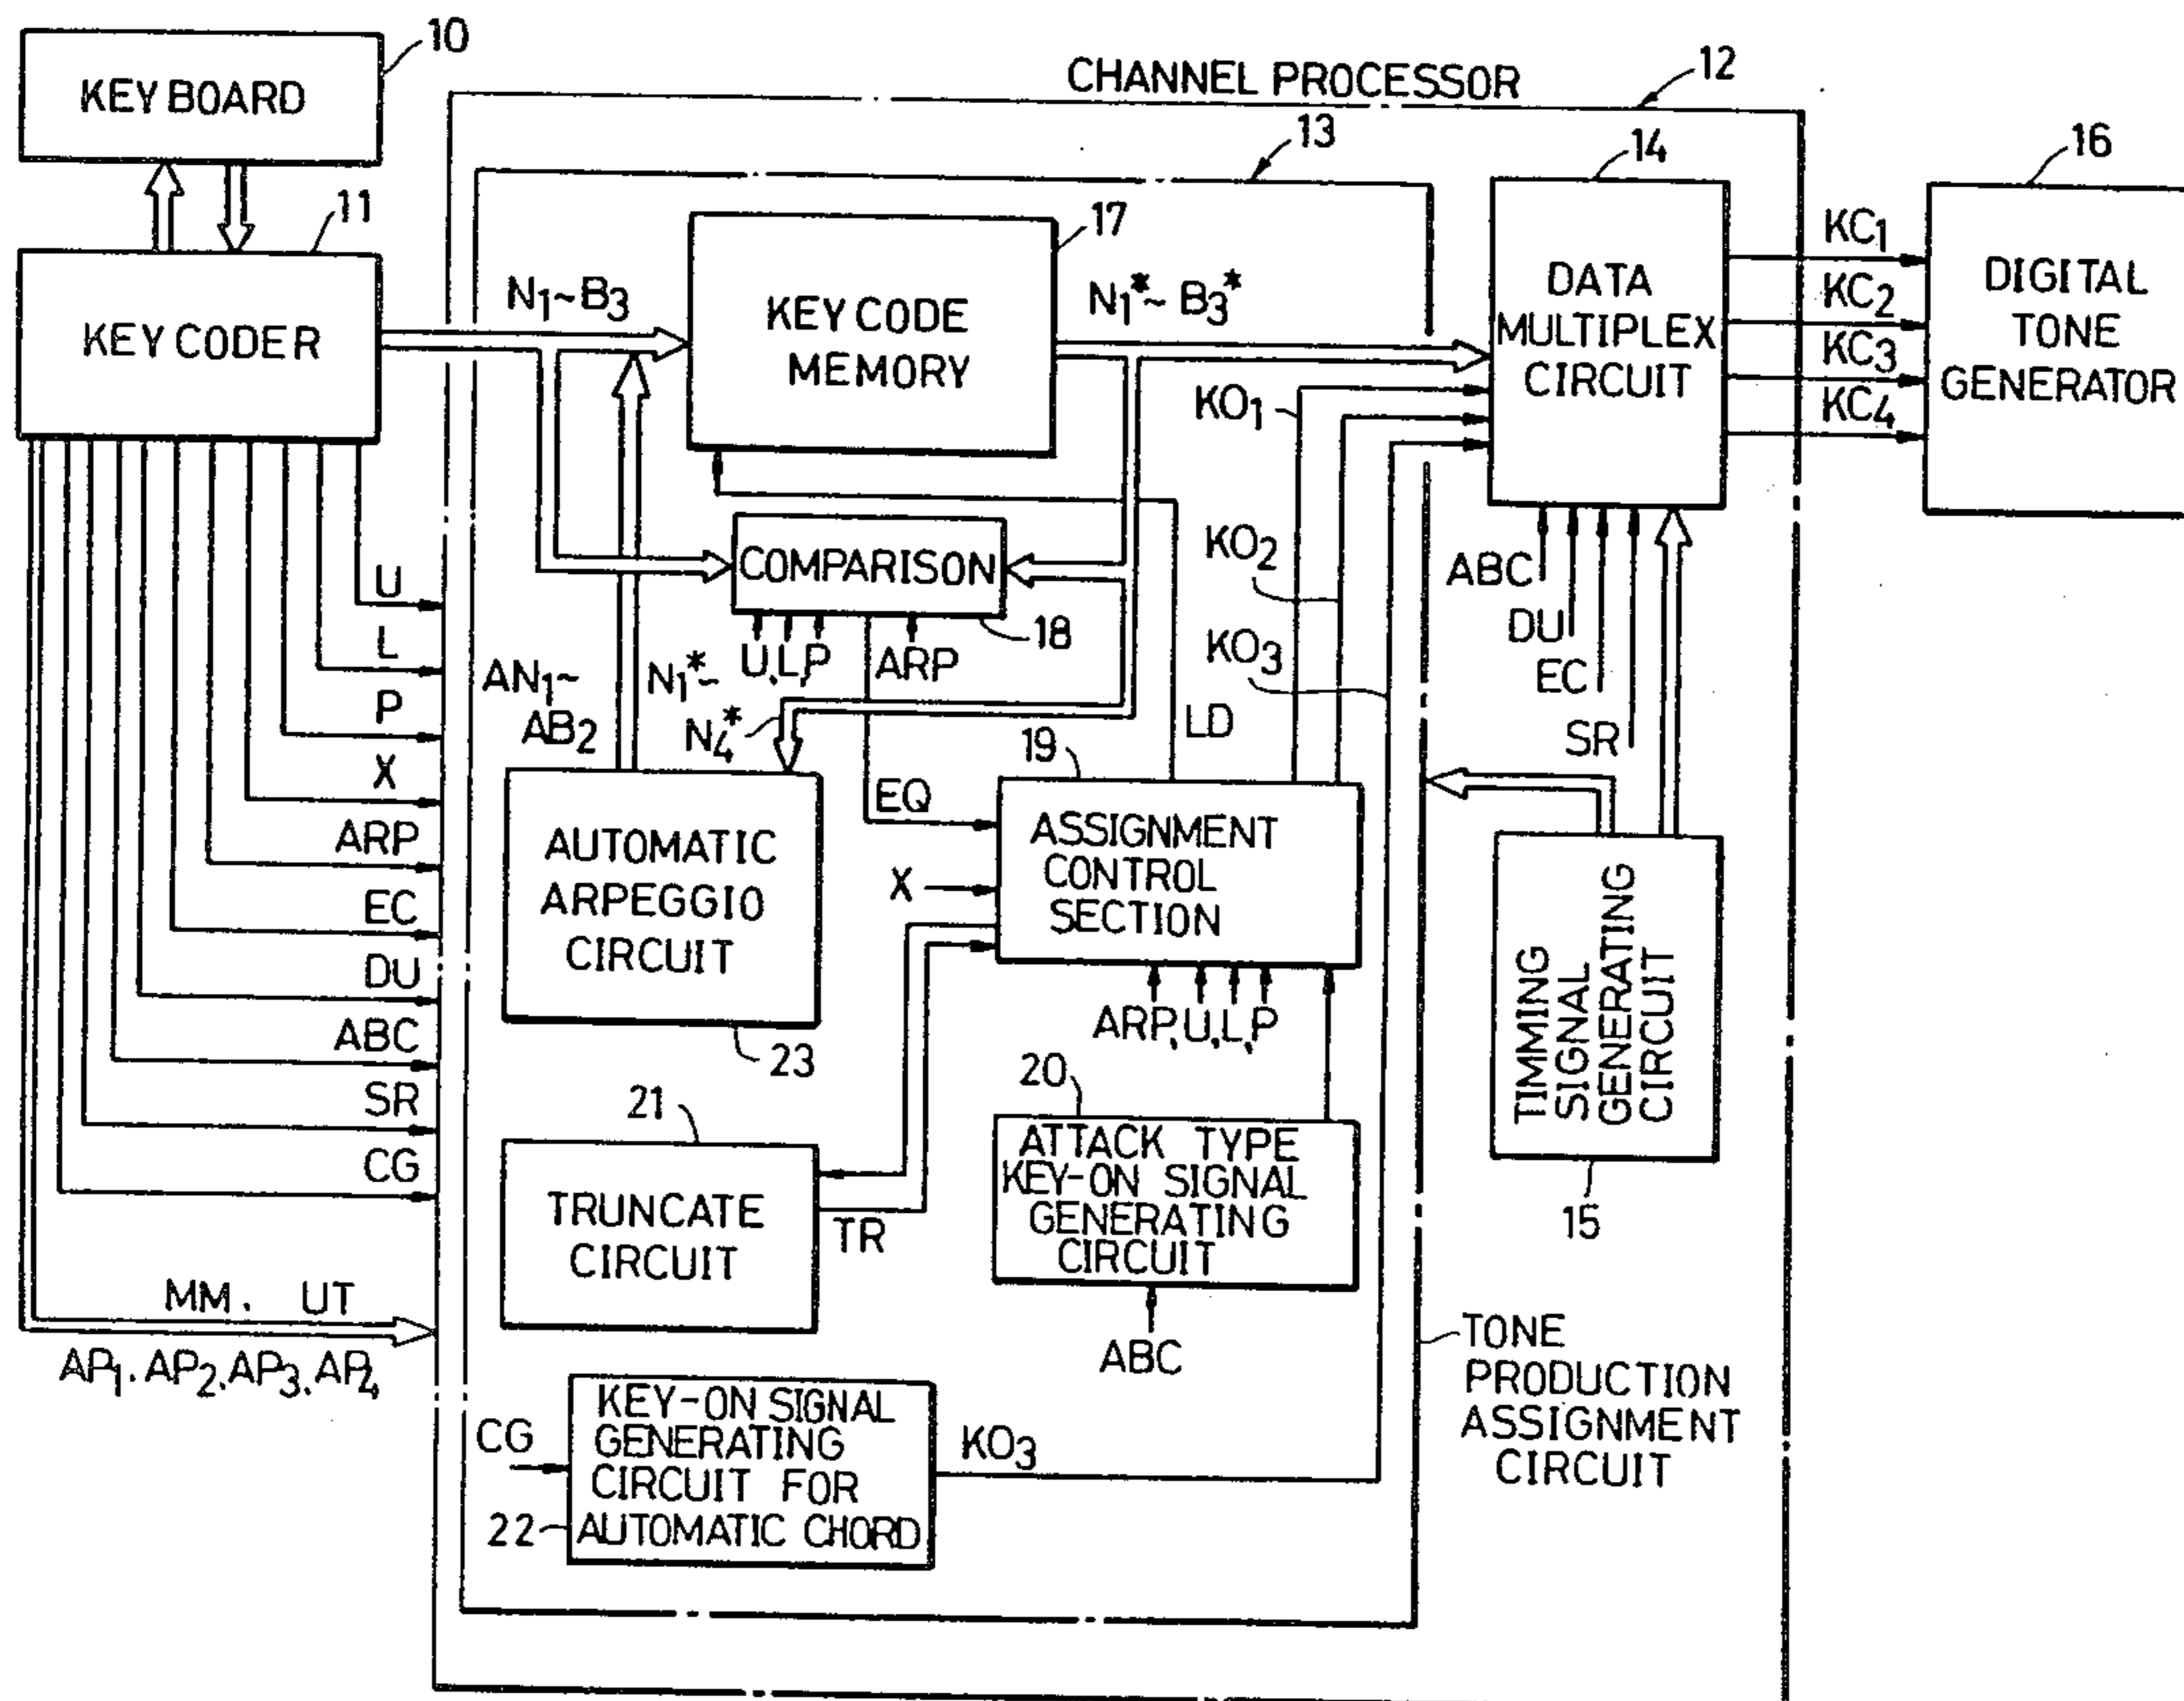 10
KEYBOARD
11
KEY CODER
CHANNEL PROCESSOR
12
13
14
16
17
N1~B3
KEY CODE
MEMORY
N1*~B3*
DATA
MULTIPLEX
CIRCUIT
KC1
KC2
KC3
KC4
DIGITAL
TONE
GENERATOR
KO1
KO2
KO3
COMPARISON
18
U,L,P
ARP
ABC
DU
EC
SR
U
L
P
X
ARP
EC
DU
ABC
SR
CG
MM. UT
AP1. AP2. AP3. AP4
AN1~
AB2
N1*~
N4*
LD
19
EQ
X
ASSIGNMENT
CONTROL
SECTION
ARP,U,L,P
AUTOMATIC
ARPEGGIO
CIRCUIT
23
TIMMING
SIGNAL
GENERATING
CIRCUIT
15
21
TRUNCATE
CIRCUIT
TR
20
ATTACK TYPE
KEY-ON SIGNAL
GENERATING
CIRCUIT
ABC
TONE
PRODUCTION
ASSIGNMENT
CIRCUIT
CG
KEY-ON SIGNAL
GENERATING
CIRCUIT FOR
AUTOMATIC CHORD
22
KO3